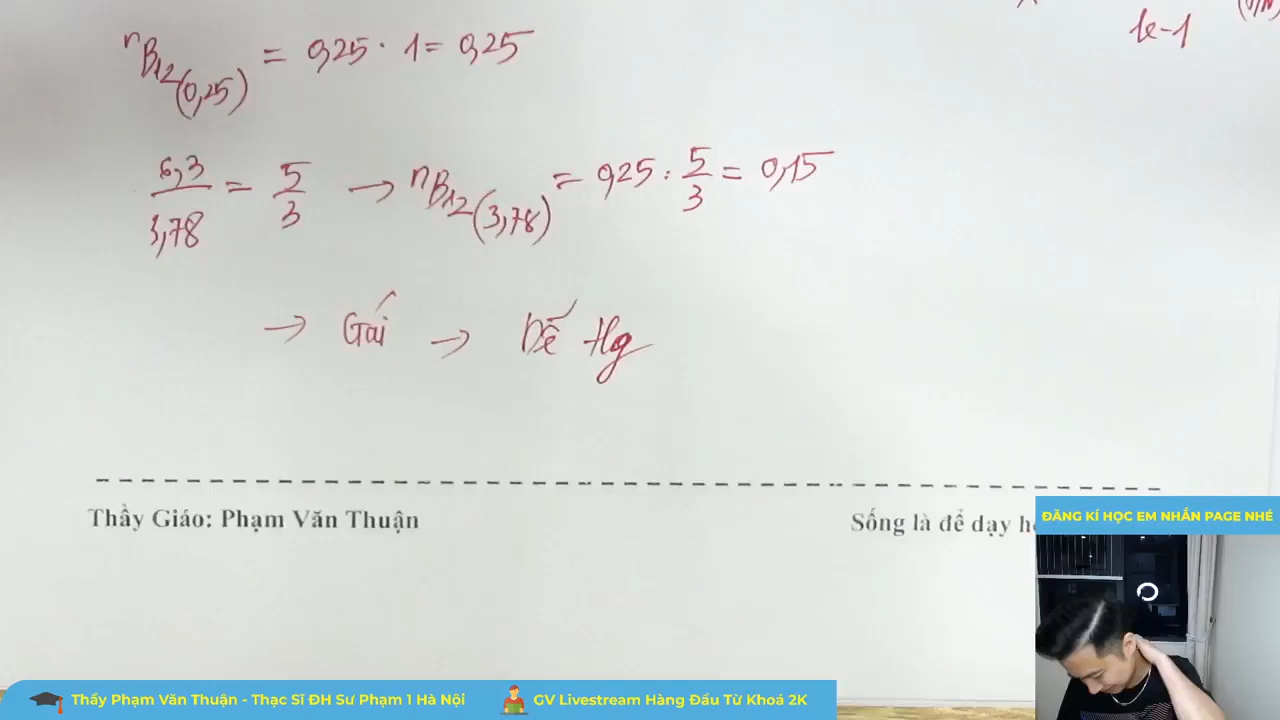 nBr2(0,25) = 0,25 . 1 = 0,25
k-1
6,3/3,78 = 5/3 → nBr2(3,78) = 0,25 : 5/3 = 0,15
→ Gái → Dễ
Thầy Giáo: Phạm Văn Thuận
Sống là để dạy
ĐĂNG KÍ HỌC EM NHẮN PAGE NHÉ
Thầy Phạm Văn Thuận - Thạc Sĩ ĐH Sư Phạm 1 Hà Nội
GV Livestream Hàng Đầu Từ Khoá 2K